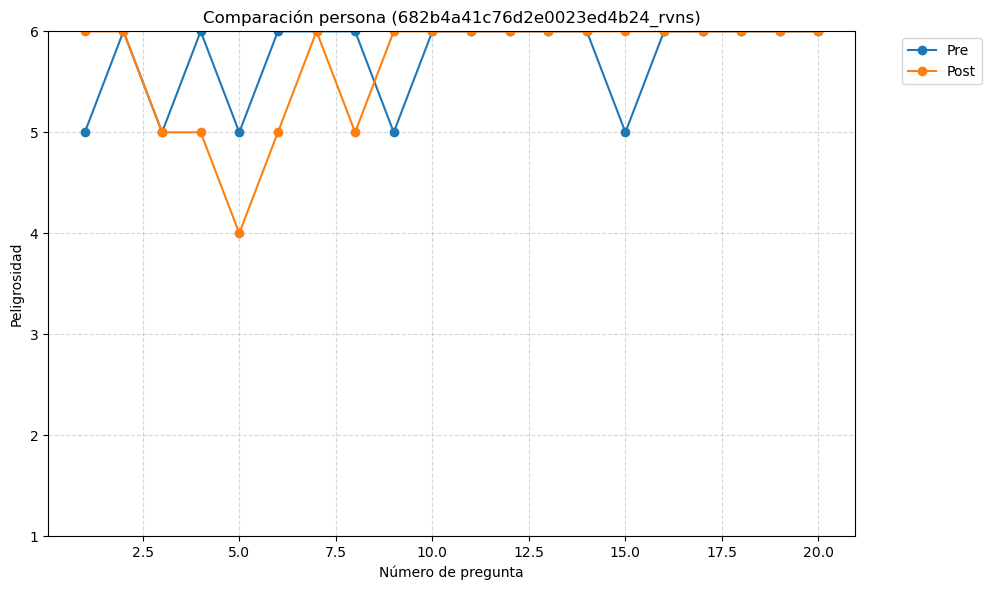 Comparación persona (682b4a41c76d2e0023ed4b24_rvns)
Pre
Post
Peligrosidad
6
5
4
3
2
1
2.5 5.0 7.5 10.0 12.5 15.0 17.5 20.0
Número de pregunta